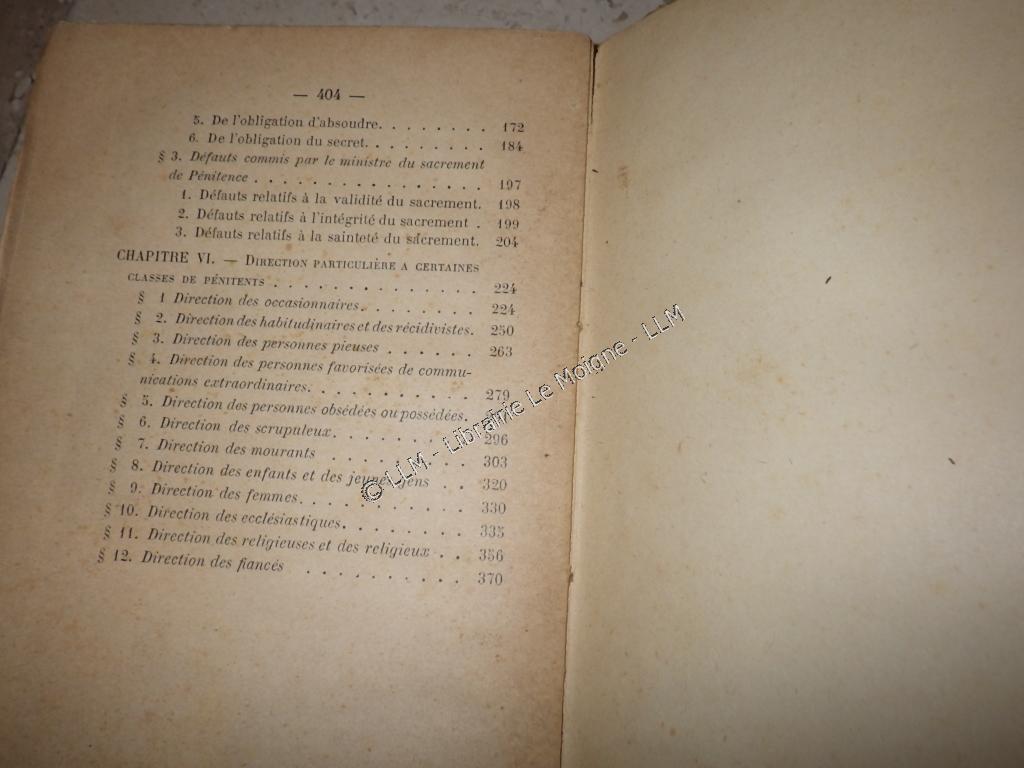 — 404 —
5. De l'obligation d'absoudre. . . . . . . . 172
6. De l'obligation du secret. . . . . . . . . 184
§ 3. Défauts commis par le ministre du sacrement
de Pénitence . . . . . . . . . . . . . . . . 197
1. Défauts relatifs à la validité du sacrement. 198
2. Défauts relatifs à l'intégrité du sacrement . 199
3. Défauts relatifs à la sainteté du sacrement. 204
CHAPITRE VI. — DIRECTION PARTICULIÈRE A CERTAINES
CLASSES DE PÉNITENTS . . . . . . . . . . . . . 224
§ 1 Direction des occasionnaires. . . . . . . . 224
§ 2. Direction des habitudinaires et des récidivistes. 250
§ 3. Direction des personnes pieuses . . . . . . 263
§ 4. Direction des personnes favorisées de commu-
nications extraordinaires. . . . . . . . . . 279
§ 5. Direction des personnes obsédées ou possédées.
§ 6. Direction des scrupuleux. . . . . . . . . 296
§ 7. Direction des mourants . . . . . . . . . 303
§ 8. Direction des enfants et des jeunes gens . . 320
§ 9. Direction des femmes. . . . . . . . . . 330
§ 10. Direction des ecclésiastiques. . . . . . . 335
§ 11. Direction des religieuses et des religieux . . 356
§ 12. Direction des fiancés . . . . . . . . 370
© LLM - Librairie Le Moigne - LLM